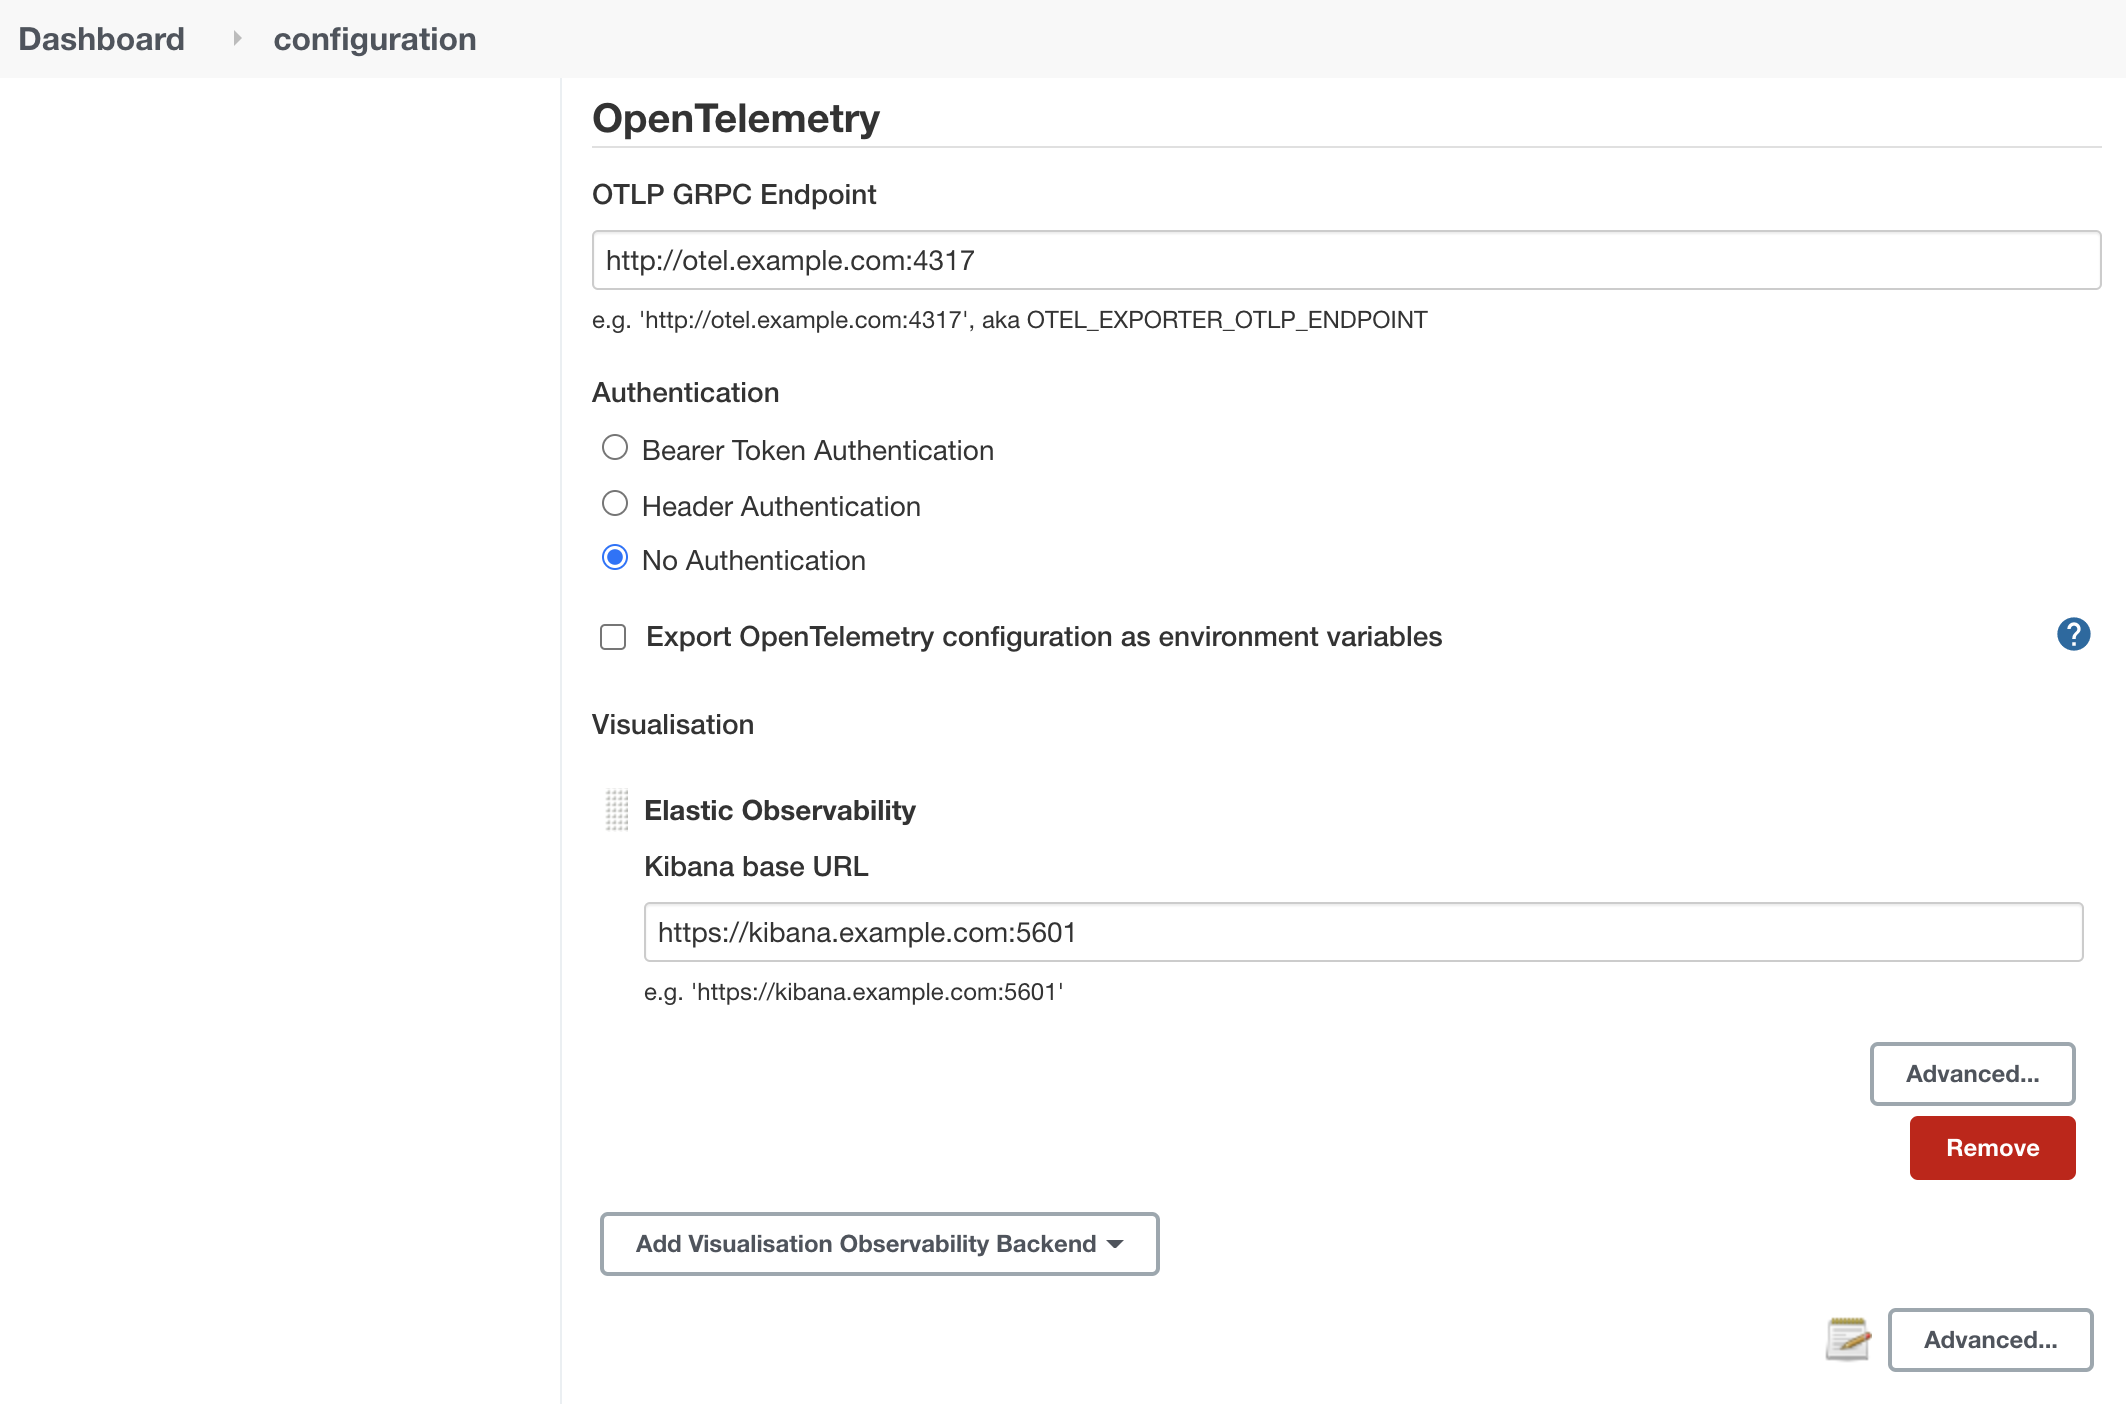 Dashboard configuration
OpenTelemetry
OTLP GRPC Endpoint
http://otel.example.com:4317
e.g. 'http://otel.example.com:4317', aka OTEL_EXPORTER_OTLP_ENDPOINT
Authentication
Bearer Token Authentication
Header Authentication
No Authentication
Export OpenTelemetry configuration as environment variables
?
Visualisation
Elastic Observability
Kibana base URL
https://kibana.example.com:5601
e.g. 'https://kibana.example.com:5601'
Advanced...
Remove
Add Visualisation Observability Backend
Advanced...